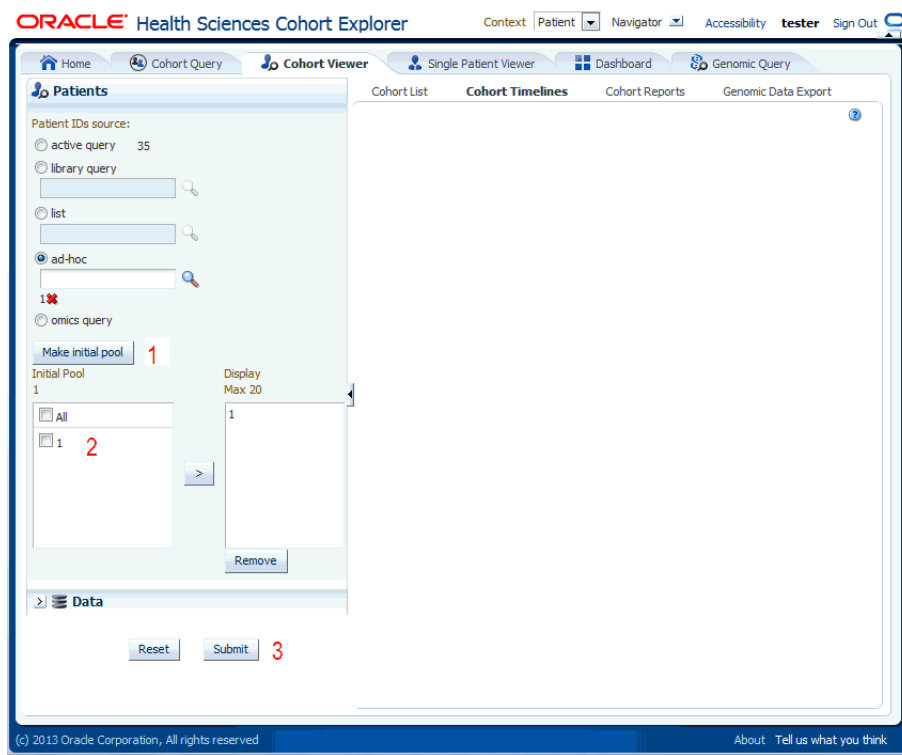 ORACLE Health Sciences Cohort Explorer Context Patient Navigator Accessibility tester Sign Out
Home Cohort Query Cohort Viewer Single Patient Viewer Dashboard Genomic Query
Patients
Cohort List Cohort Timelines Cohort Reports Genomic Data Export
Patient IDs source:
active query 35
library query
list
ad-hoc
1
omics query
Make initial pool 1
Initial Pool Display
1 Max 20
All 1
1 2
>
Remove
Data
Reset Submit 3
(c) 2013 Oracle Corporation, All rights reserved About Tell us what you think